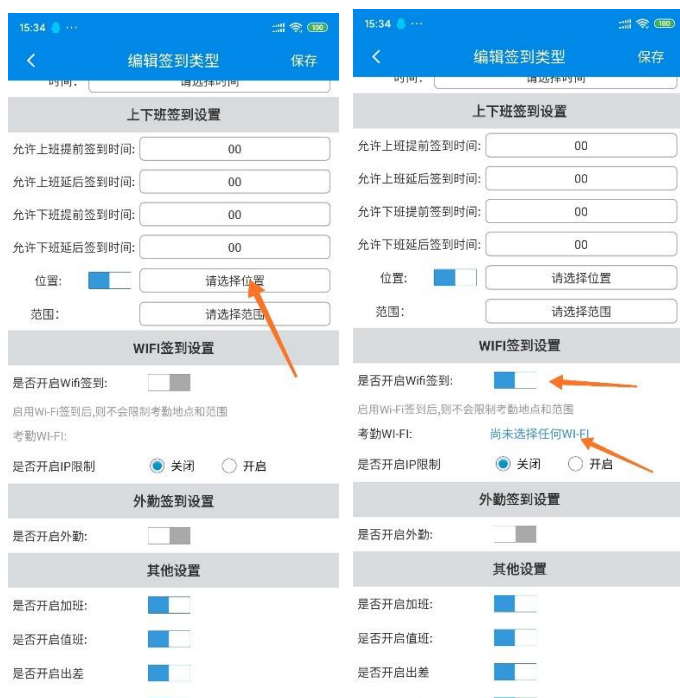 15:34 ··· 100
编辑签到类型 保存
时间: 请选择时间
上下班签到设置
允许上班提前签到时间: 00
允许上班延后签到时间: 00
允许下班提前签到时间: 00
允许下班延后签到时间: 00
位置: 请选择位置
范围: 请选择范围
WIFI签到设置
是否开启Wifi签到:
启用Wi-Fi签到后,则不会限制考勤地点和范围
考勤WI-FI:
是否开启IP限制 关闭 开启
外勤签到设置
是否开启外勤:
其他设置
是否开启加班:
是否开启值班:
是否开启出差
15:34 ··· 100
编辑签到类型 保存
时间: 请选择时间
上下班签到设置
允许上班提前签到时间: 00
允许上班延后签到时间: 00
允许下班提前签到时间: 00
允许下班延后签到时间: 00
位置: 请选择位置
范围: 请选择范围
WIFI签到设置
是否开启Wifi签到:
启用Wi-Fi签到后,则不会限制考勤地点和范围
考勤WI-FI: 尚未选择任何WI-FI
是否开启IP限制 关闭 开启
外勤签到设置
是否开启外勤:
其他设置
是否开启加班:
是否开启值班:
是否开启出差